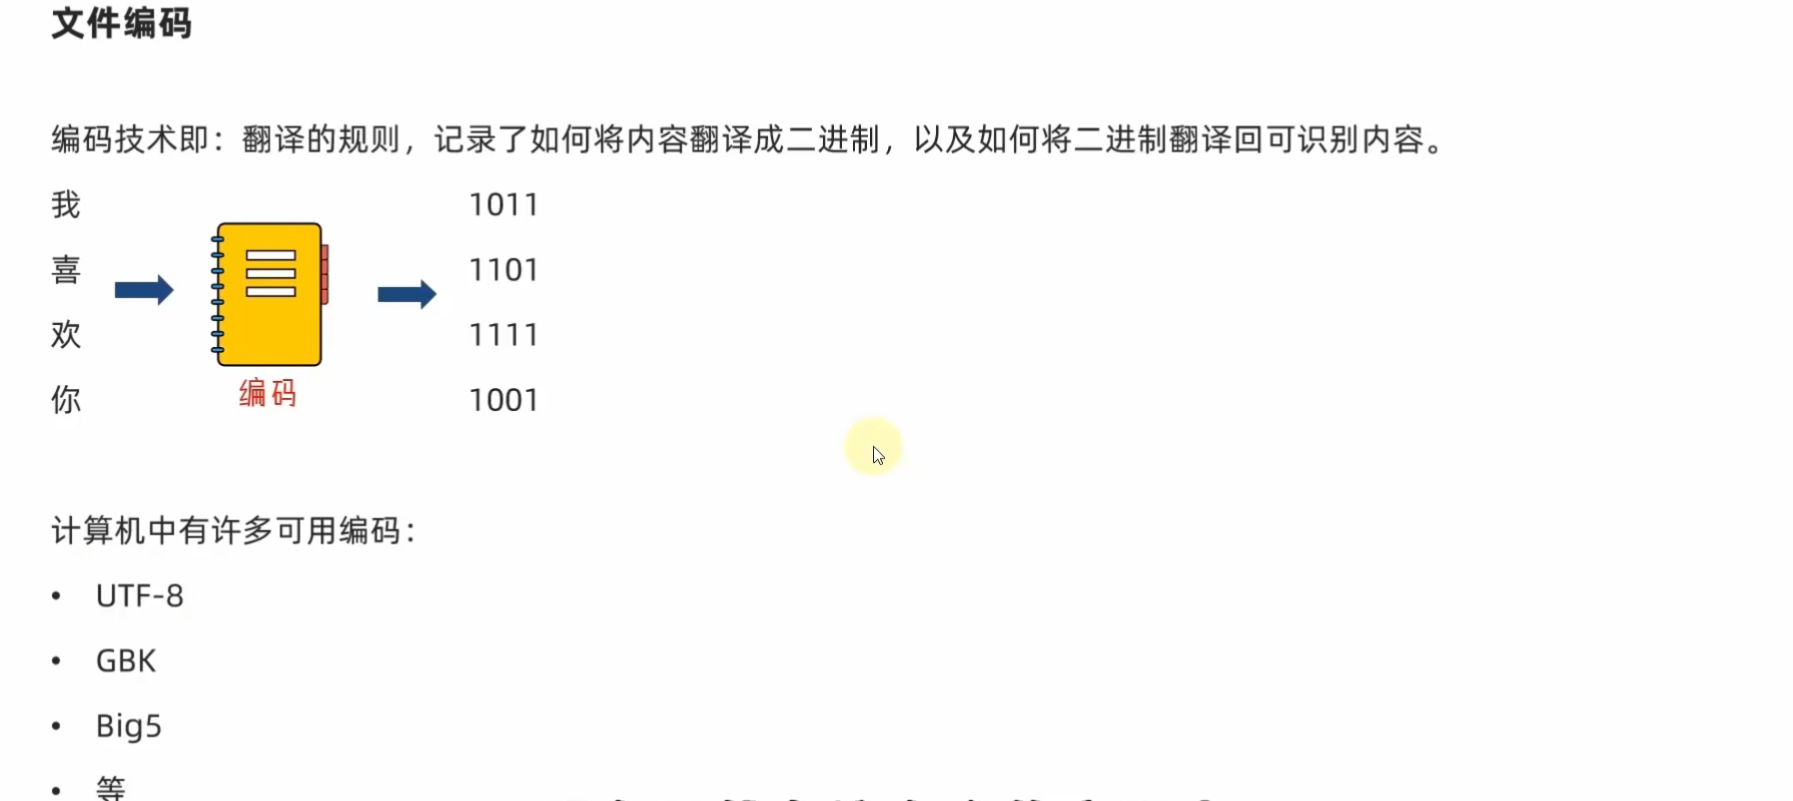 文件编码
编码技术即：翻译的规则，记录了如何将内容翻译成二进制，以及如何将二进制翻译回可识别内容。
我
喜
欢
你
编码
1011
1101
1111
1001
计算机中有许多可用编码：
• UTF-8
• GBK
• Big5
• 等